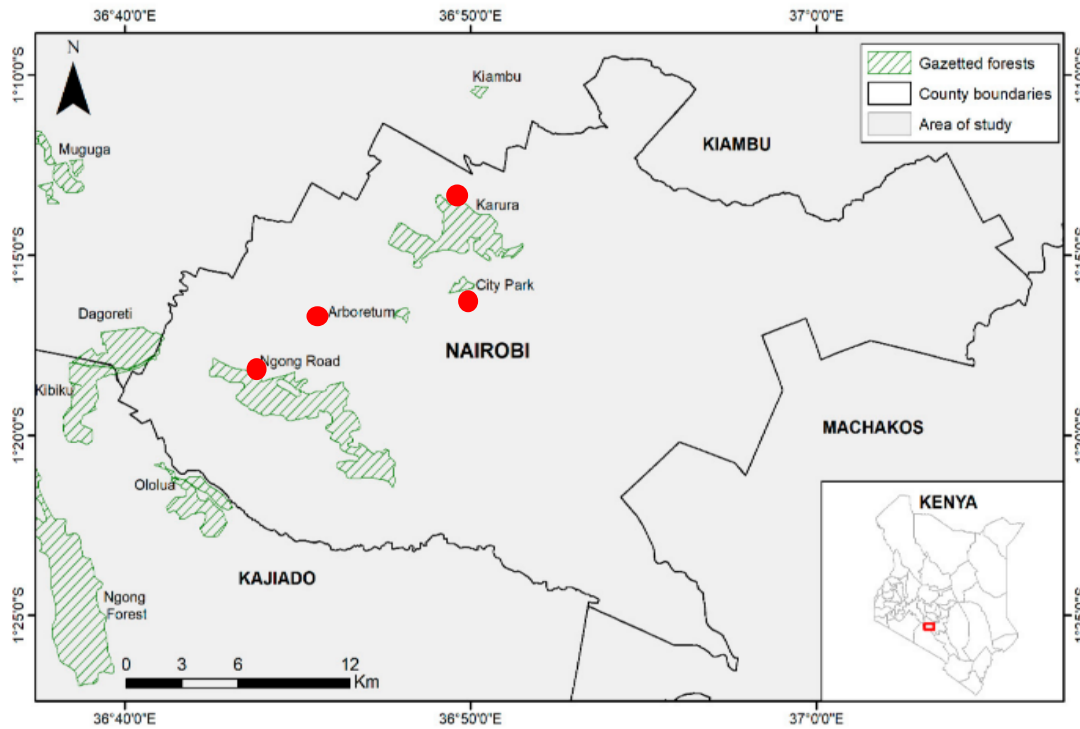 36°40'0"E
36°50'0"E
37°0'0"E
N
1°10'0"S
1°10'0"S
Kiambu
Gazetted forests
County boundaries
Area of study
Muguga
KIAMBU
Karura
1°15'0"S
1°15'0"S
City Park
Dagoreti
Arboretum
NAIROBI
Ngong Road
Kibiku
1°20'0"S
1°20'0"S
MACHAKOS
Ololua
KENYA
KAJIADO
Ngong
Forest
1°25'0"S
1°25'0"S
0 3 6 12
Km
36°40'0"E
36°50'0"E
37°0'0"E